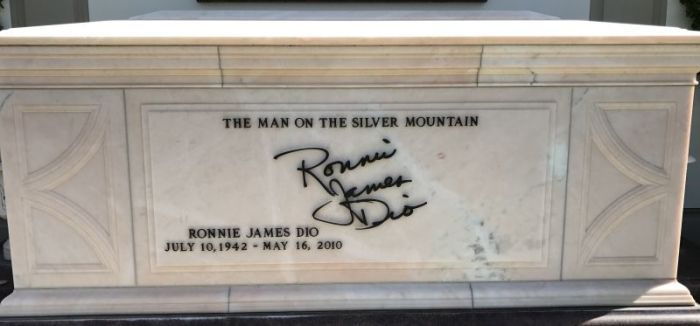 THE MAN ON THE SILVER MOUNTAIN
Ronnie
James
Dio
RONNIE JAMES DIO
JULY 10, 1942 - MAY 16, 2010